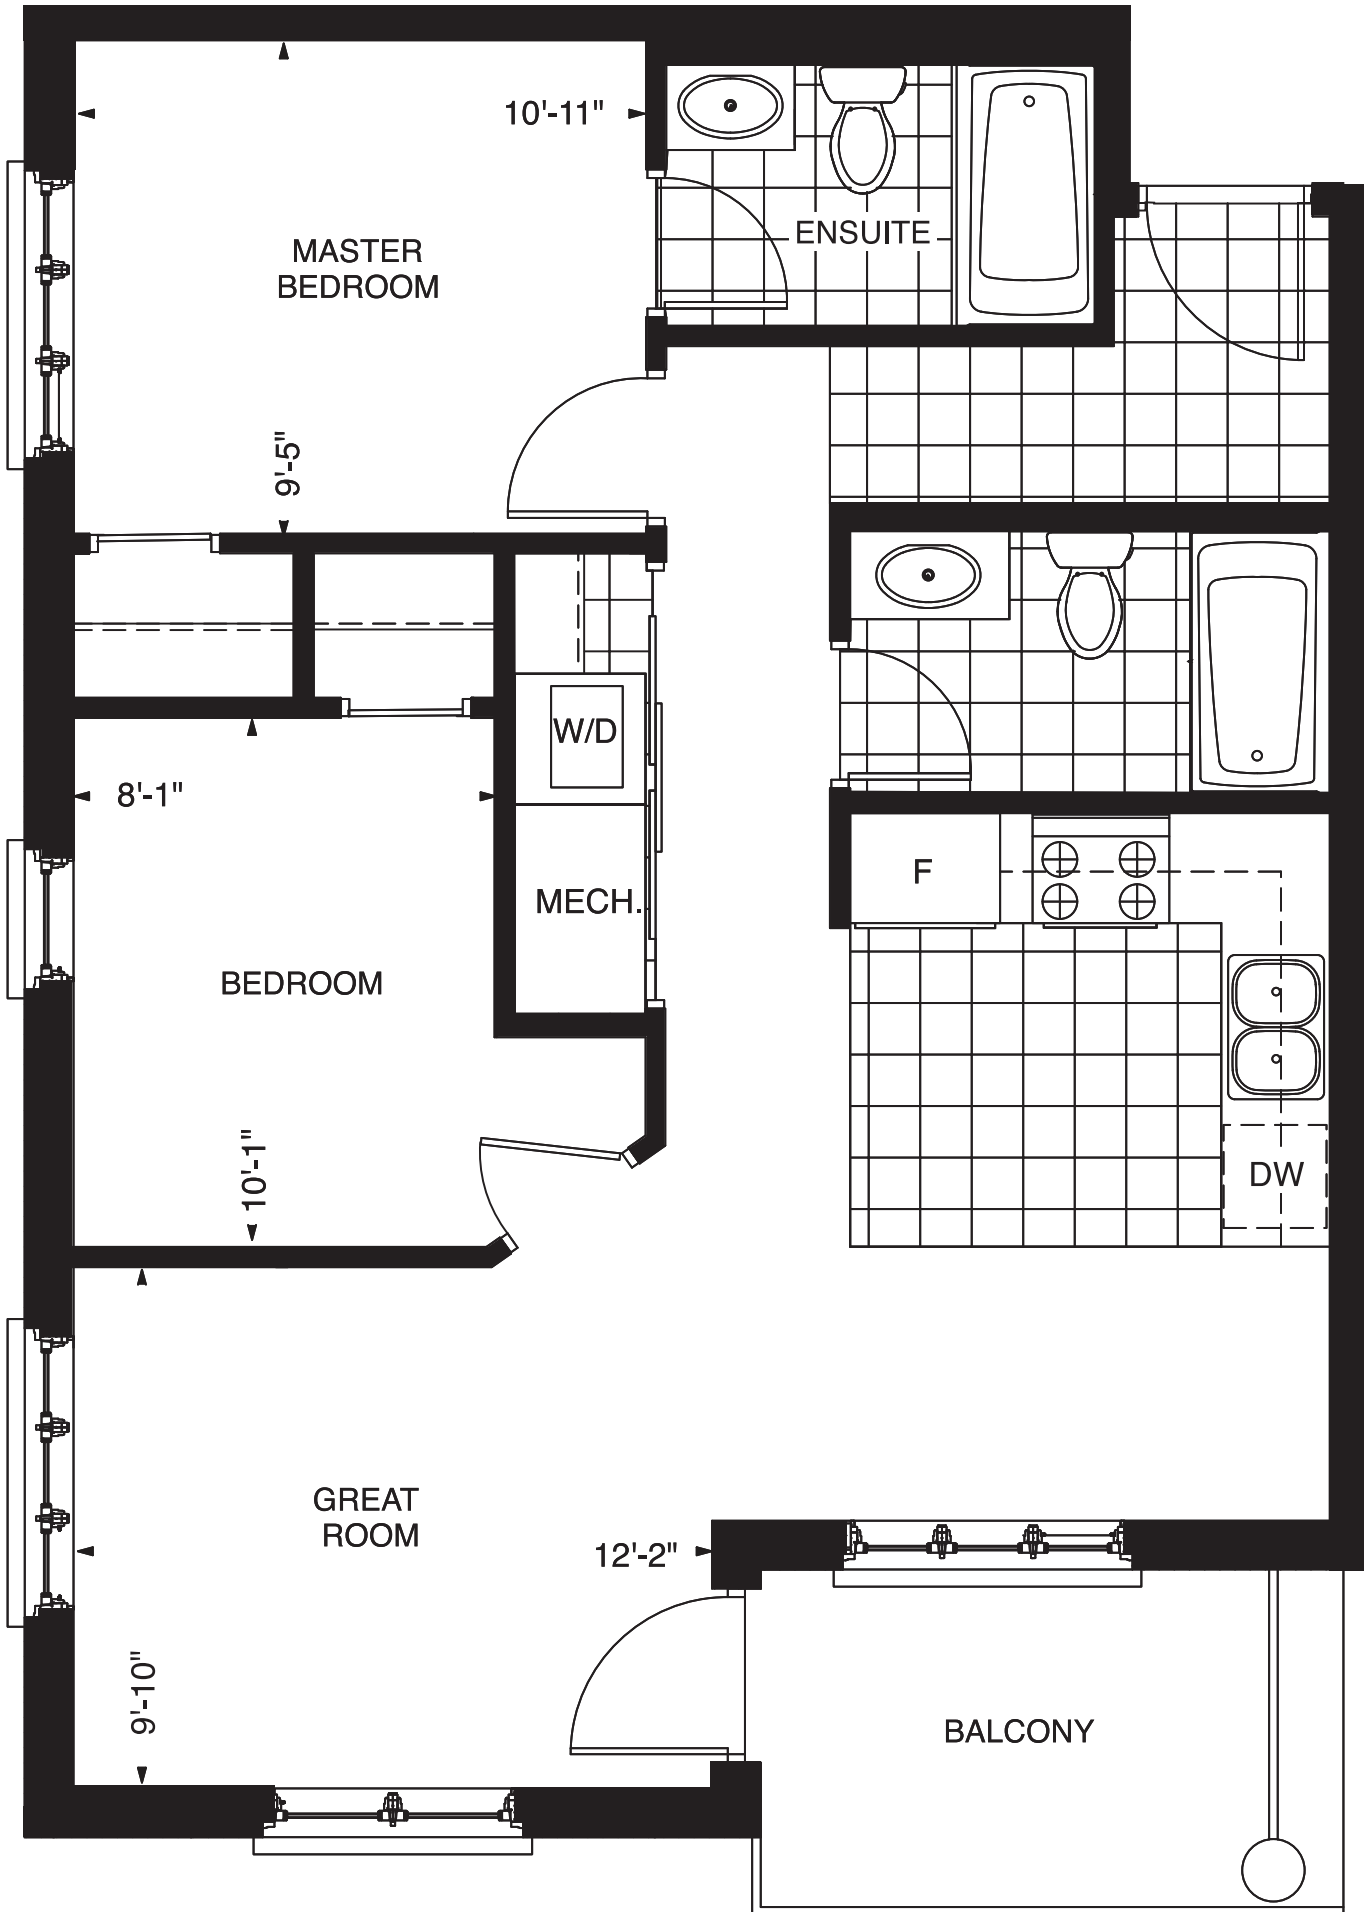 10'-11"
MASTER
BEDROOM
ENSUITE
9'-5"
W/D
8'-1"
MECH.
F
BEDROOM
10'-1"
DW
GREAT
ROOM
12'-2"
9'-10"
BALCONY